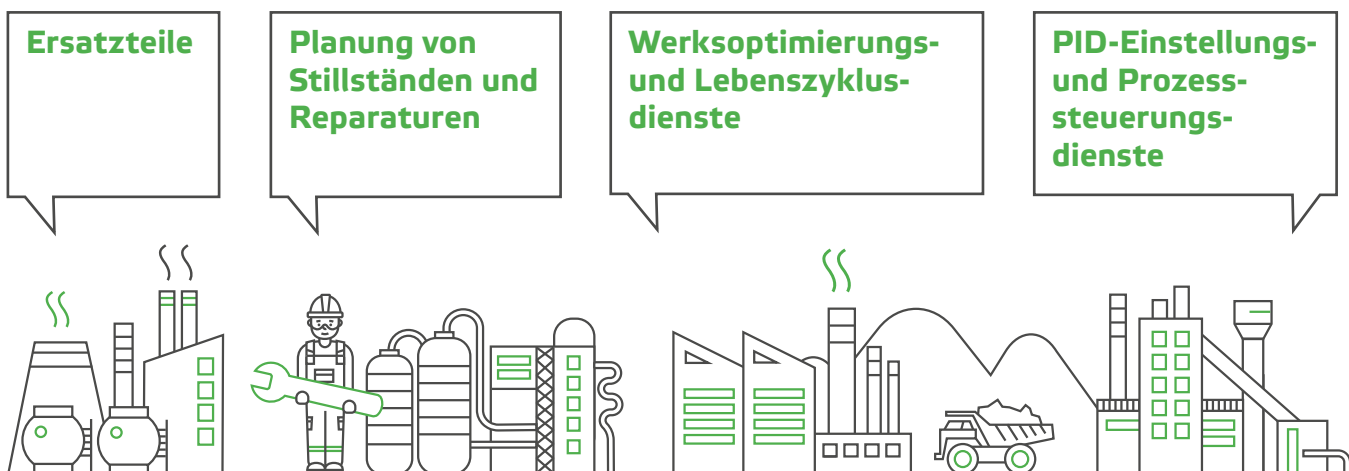 Ersatzteile
Planung von
Stillständen und
Reparaturen
Werksoptimierungs-
und Lebenszyklus-
dienste
PID-Einstellungs-
und Prozess-
steuerungs-
dienste